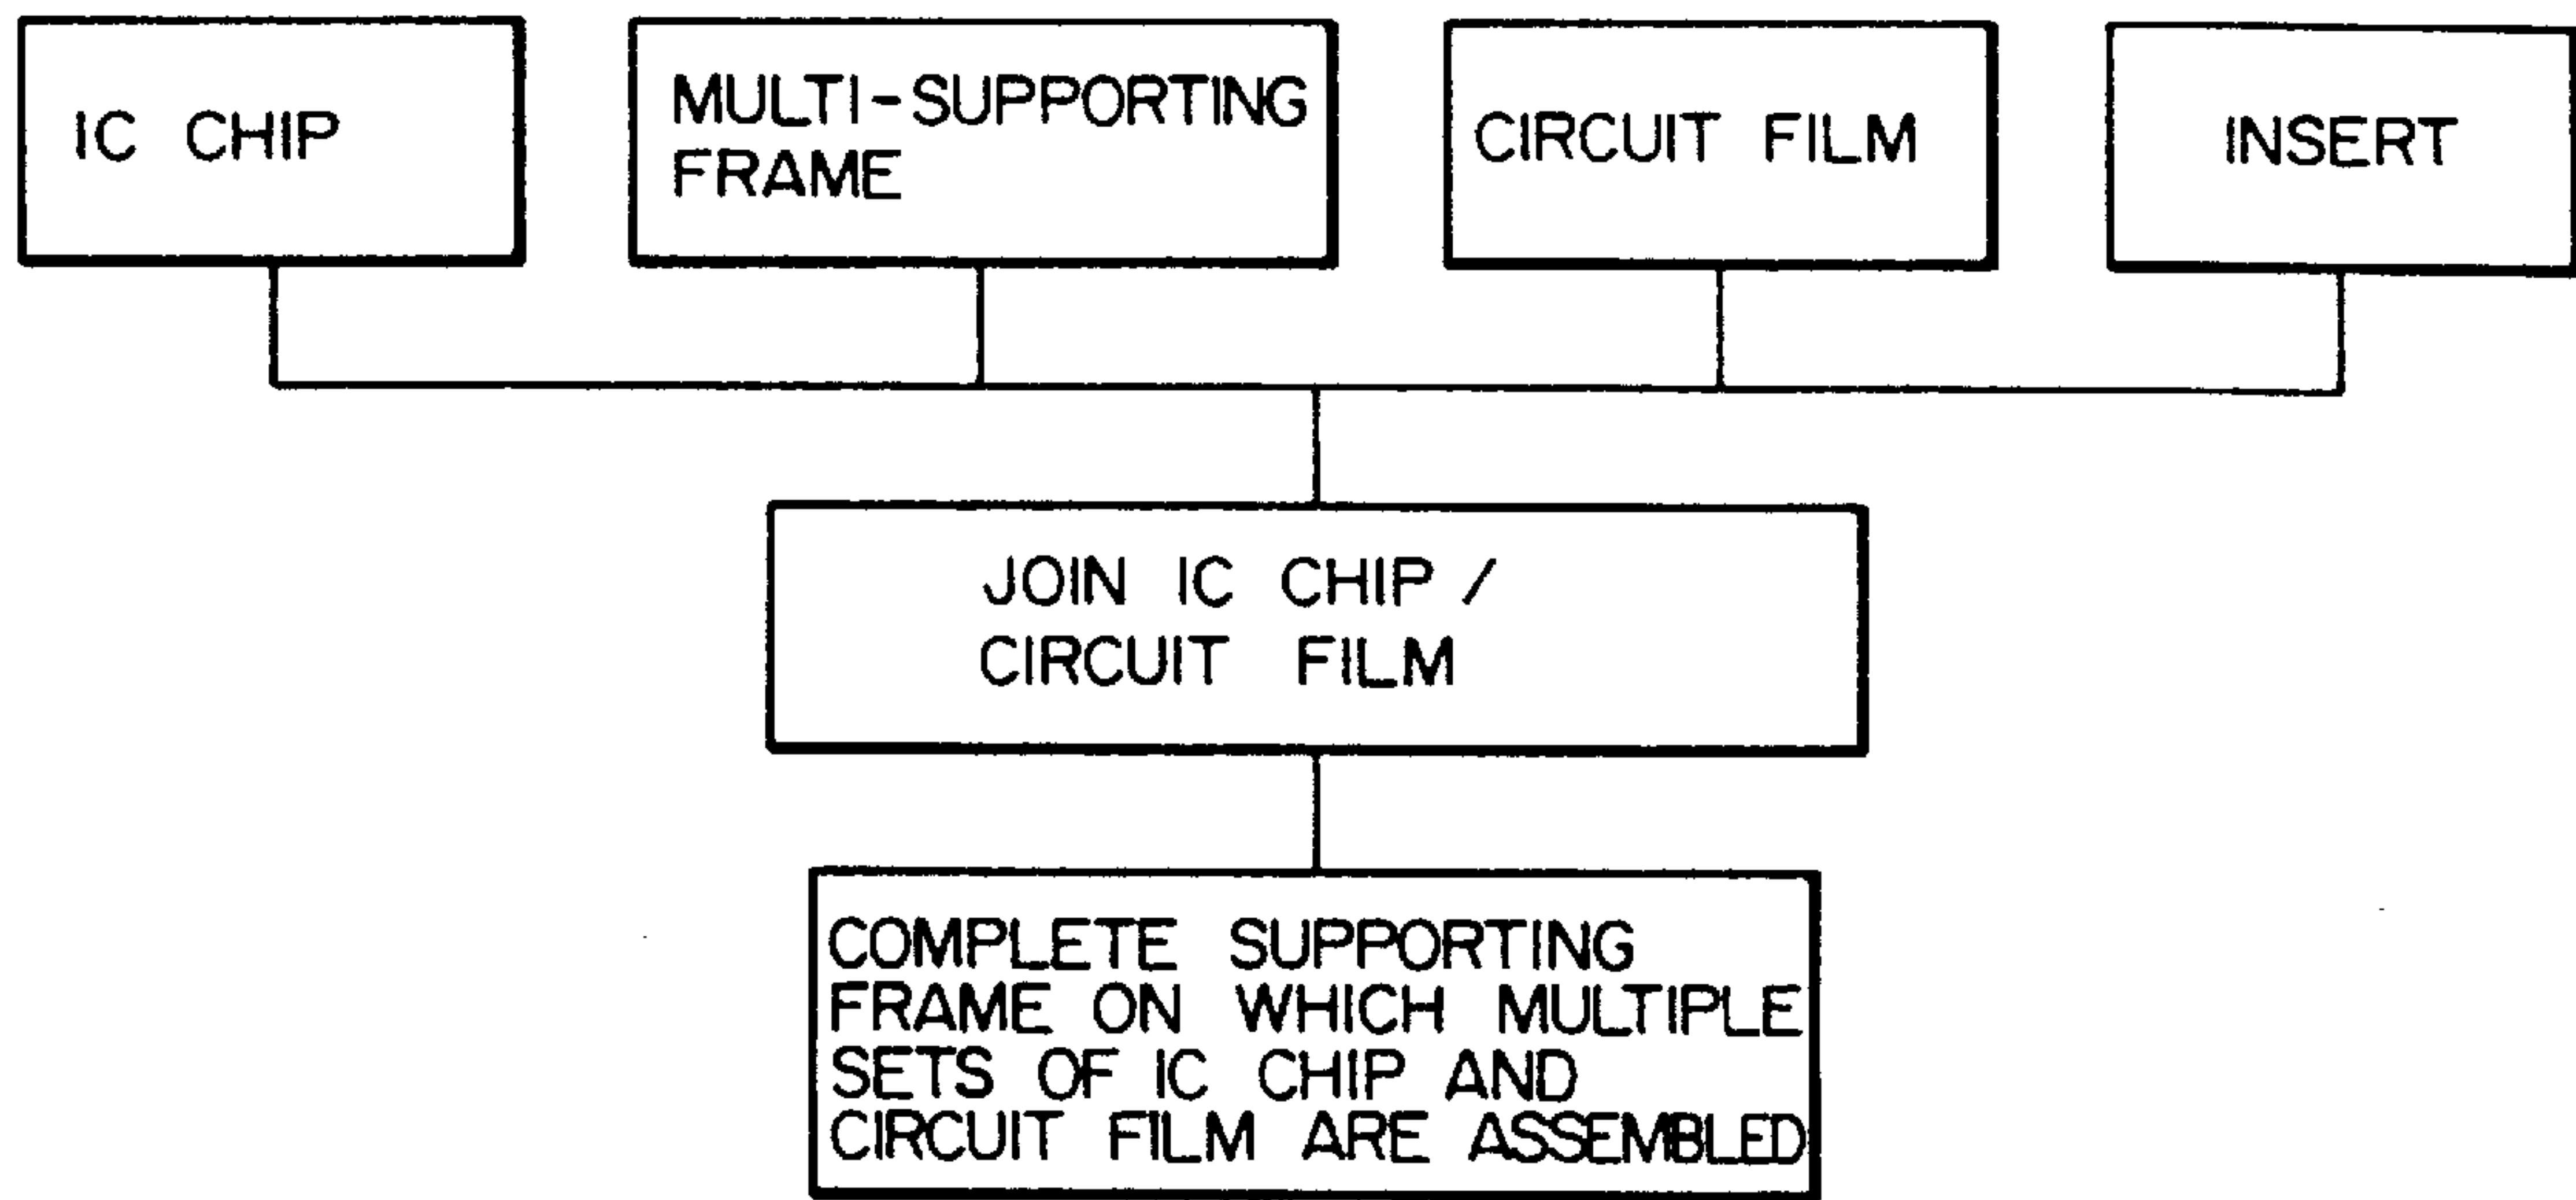 IC CHIP
MULTI-SUPPORTING
FRAME
CIRCUIT FILM
INSERT
JOIN IC CHIP /
CIRCUIT FILM
COMPLETE SUPPORTING
FRAME ON WHICH MULTIPLE
SETS OF IC CHIP AND
CIRCUIT FILM ARE ASSEMBLED